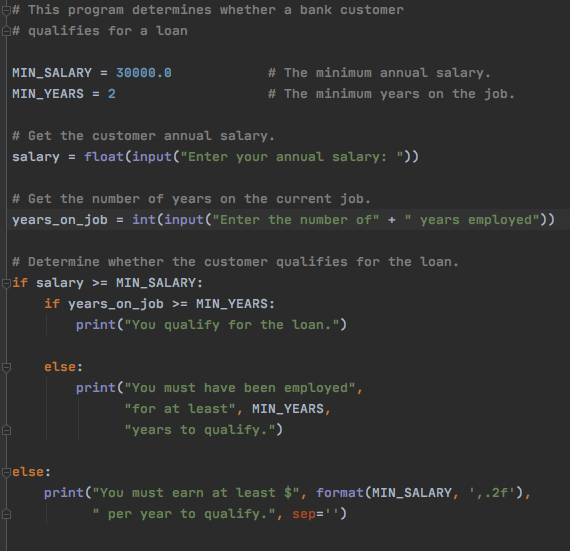 # This program determines whether a bank customer
# qualifies for a loan
MIN_SALARY = 30000.0            # The minimum annual salary.
MIN_YEARS = 2                   # The minimum years on the job.
# Get the customer annual salary.
salary = float(input("Enter your annual salary: "))
# Get the number of years on the current job.
years_on_job = int(input("Enter the number of" + " years employed"))
# Determine whether the customer qualifies for the loan.
if salary >= MIN_SALARY:
    if years_on_job >= MIN_YEARS:
        print("You qualify for the loan.")
    else:
        print("You must have been employed",
              "for at least", MIN_YEARS,
              "years to qualify.")
else:
    print("You must earn at least $", format(MIN_SALARY, ',.2f'),
          " per year to qualify.", sep='')